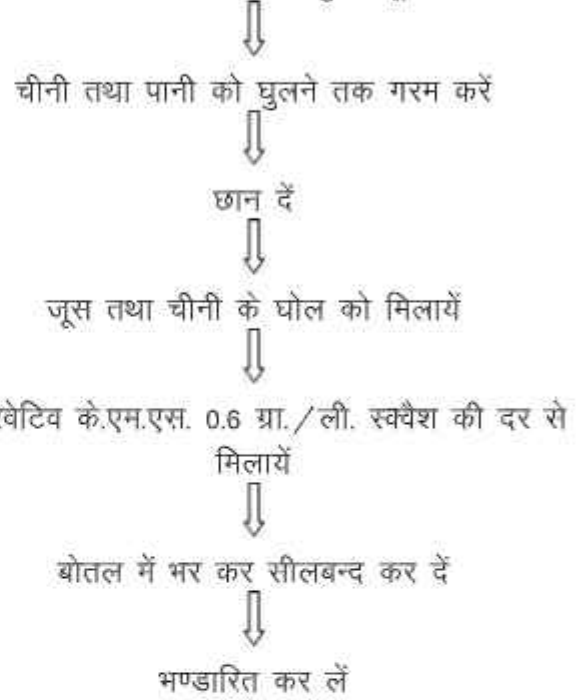 चीनी तथा पानी को घुलने तक गरम करें
छान दें
जूस तथा चीनी के घोल को मिलायें
के.एम.एस. 0.6 ग्रा./ली. स्क्वैश की दर से
मिलायें
बोतल में भर कर सीलबन्द कर दें
भण्डारित कर लें